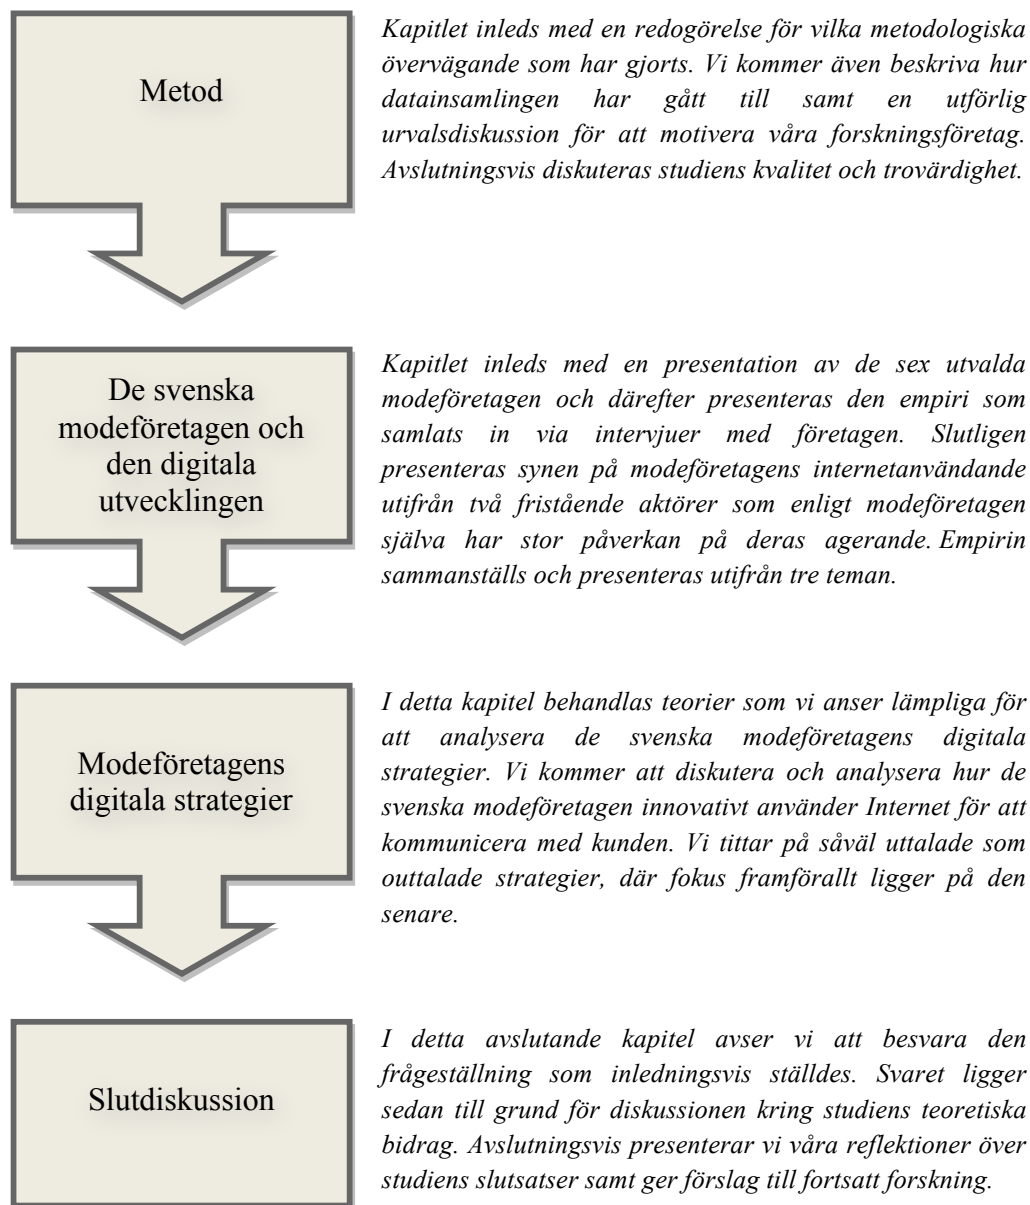 Metod
Kapitlet inleds med en redogörelse för vilka metodologiska
övervägande som har gjorts. Vi kommer även beskriva hur
datainsamlingen har gått till samt en utförlig
urvalsdiskussion för att motivera våra forskningsföretag.
Avslutningsvis diskuteras studiens kvalitet och trovärdighet.
De svenska
modeföretagen och
den digitala
utvecklingen
Kapitlet inleds med en presentation av de sex utvalda
modeföretagen och därefter presenteras den empiri som
samlats in via intervjuer med företagen. Slutligen
presenteras synen på modeföretagens internetanvändande
utifrån två fristående aktörer som enligt modeföretagen
själva har stor påverkan på deras agerande. Empirin
sammanställs och presenteras utifrån tre teman.
Modeföretagens
digitala strategier
I detta kapitel behandlas teorier som vi anser lämpliga för
att analysera de svenska modeföretagens digitala
strategier. Vi kommer att diskutera och analysera hur de
svenska modeföretagen innovativt använder Internet för att
kommunicera med kunden. Vi tittar på såväl uttalade som
outtalade strategier, där fokus framförallt ligger på den
senare.
Slutdiskussion
I detta avslutande kapitel avser vi att besvara den
frågeställning som inledningsvis ställdes. Svaret ligger
sedan till grund för diskussionen kring studiens teoretiska
bidrag. Avslutningsvis presenterar vi våra reflektioner över
studiens slutsatser samt ger förslag till fortsatt forskning.